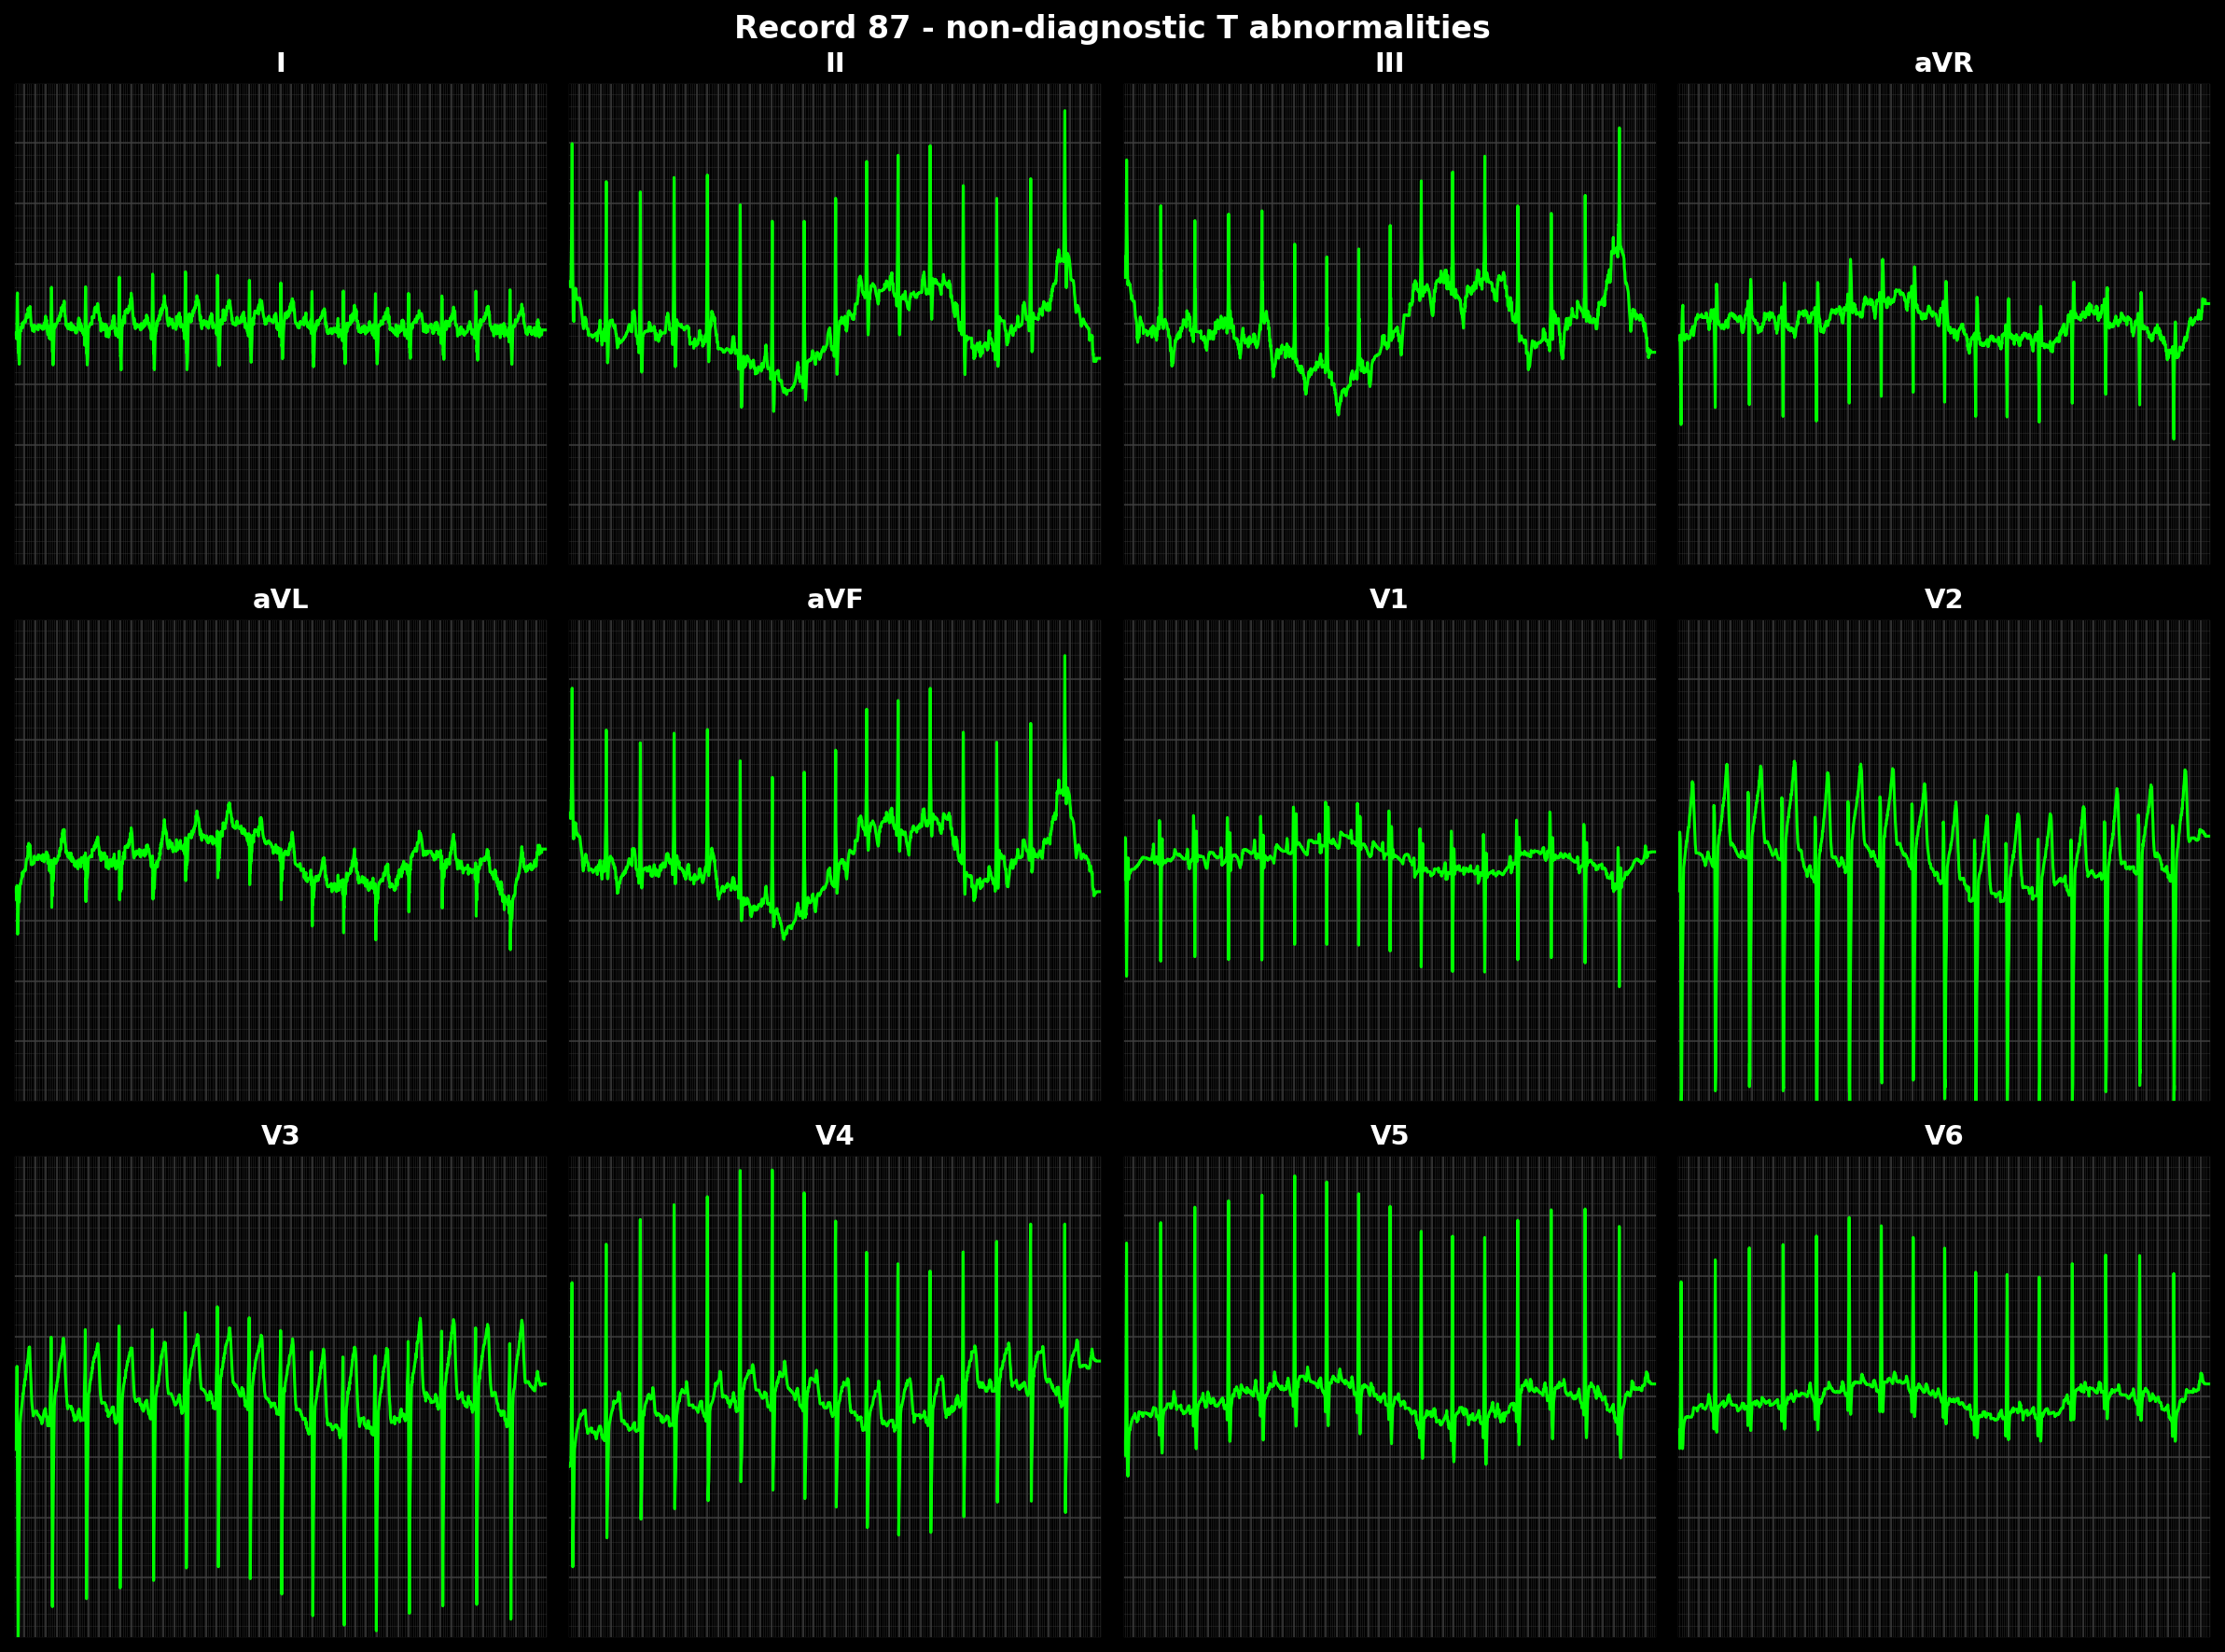 Record 87 - non-diagnostic T abnormalities
I
II
III
aVR
aVL
aVF
V1
V2
V3
V4
V5
V6